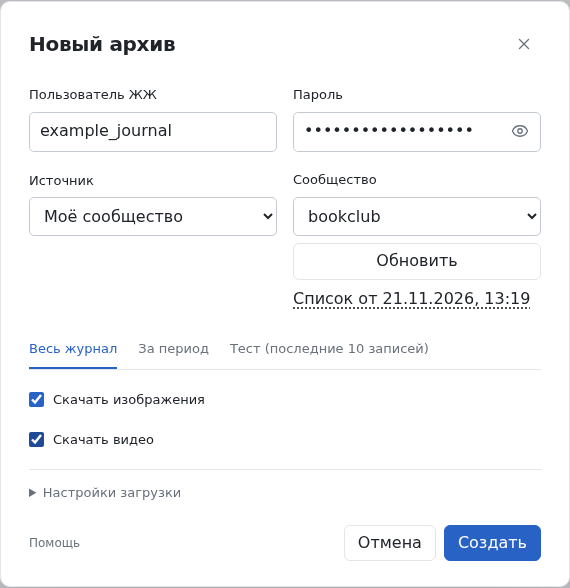 Новый архив
Пользователь ЖЖ
Пароль
example_journal
••••••••••••••••••
Источник
Сообщество
Моё сообщество
bookclub
Обновить
Список от 21.11.2026, 13:19
Весь журнал
За период
Тест (последние 10 записей)
Скачать изображения
Скачать видео
Настройки загрузки
Помощь
Отмена
Создать